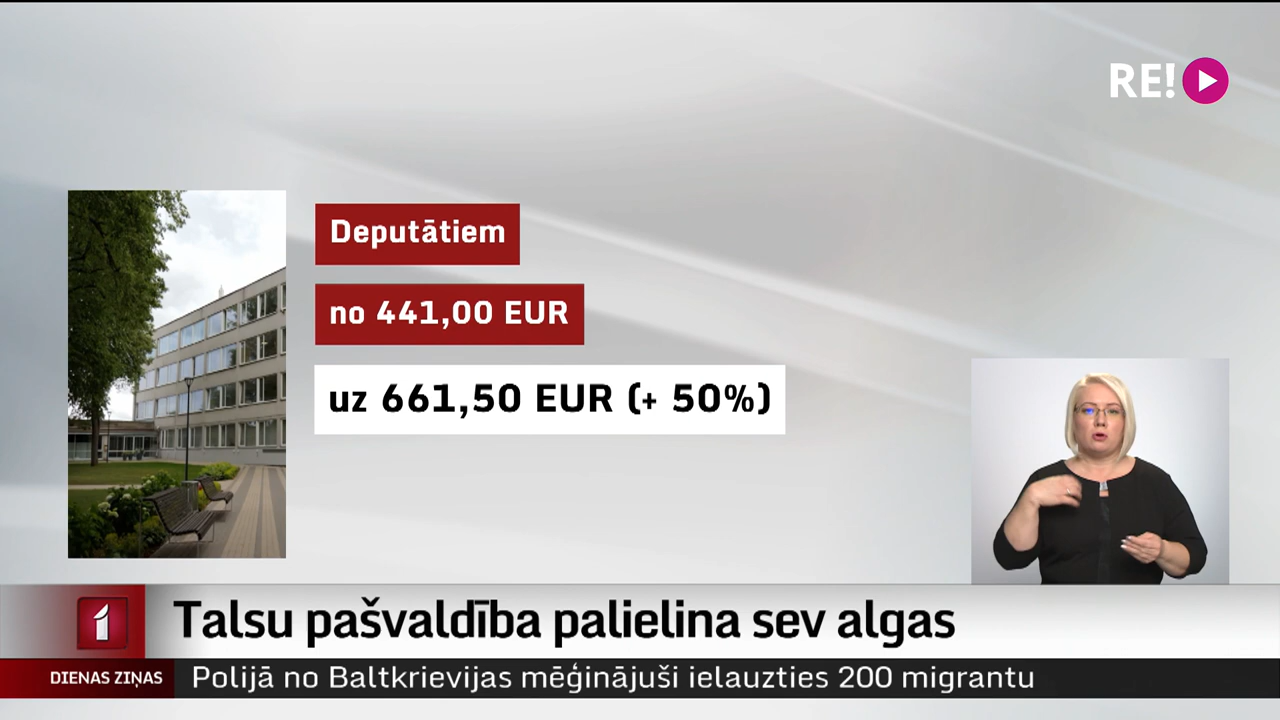 RE!
Deputātiem
no 441,00 EUR
uz 661,50 EUR (+ 50%)
1
Talsu pašvaldība palielina sev algas
DIENAS ZIŅAS
Polijā no Baltkrievijas mēģinājuši ielauzties 200 migrantu